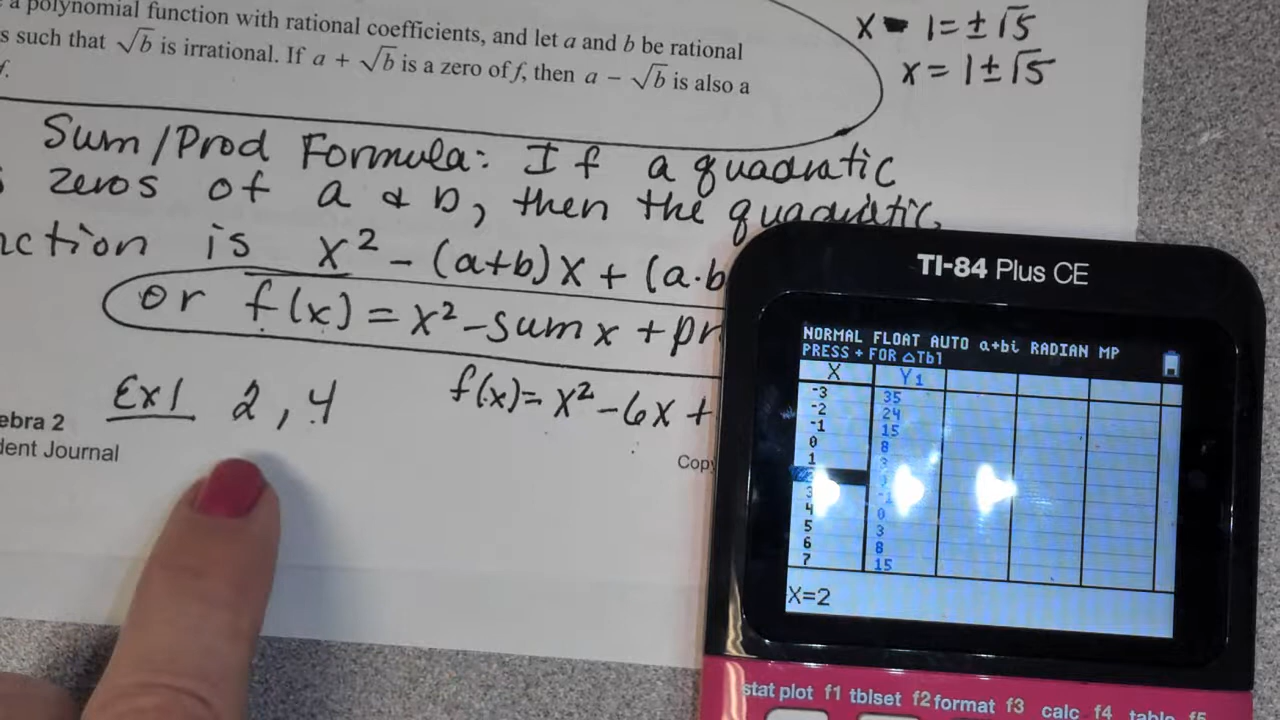 a polynomial function with rational coefficients, and let a and b be rational
s such that √b is irrational. If a + √b is a zero of f, then a − √b is also a
f.
x - 1 = ±√5
x = 1 ± √5
Sum/Prod Formula: If a quadratic
zeros of a & b, then the quadratic
nction is x² - (a+b)x + (a·b
or f(x) = x² - sum x + pr
Ex1 2, 4 f(x) = x² - 6x +
ebra 2
dent Journal
Copy
TI-84 Plus CE
NORMAL FLOAT AUTO a+bi RADIAN MP
PRESS + FOR △Tbl
X Y1
-3 35
-2 24
-1 15
0 8
1 3
3 -1
4 0
5 3
6 8
7 15
X=2
stat plot f1 tblset f2 format f3 calc f4 table f5